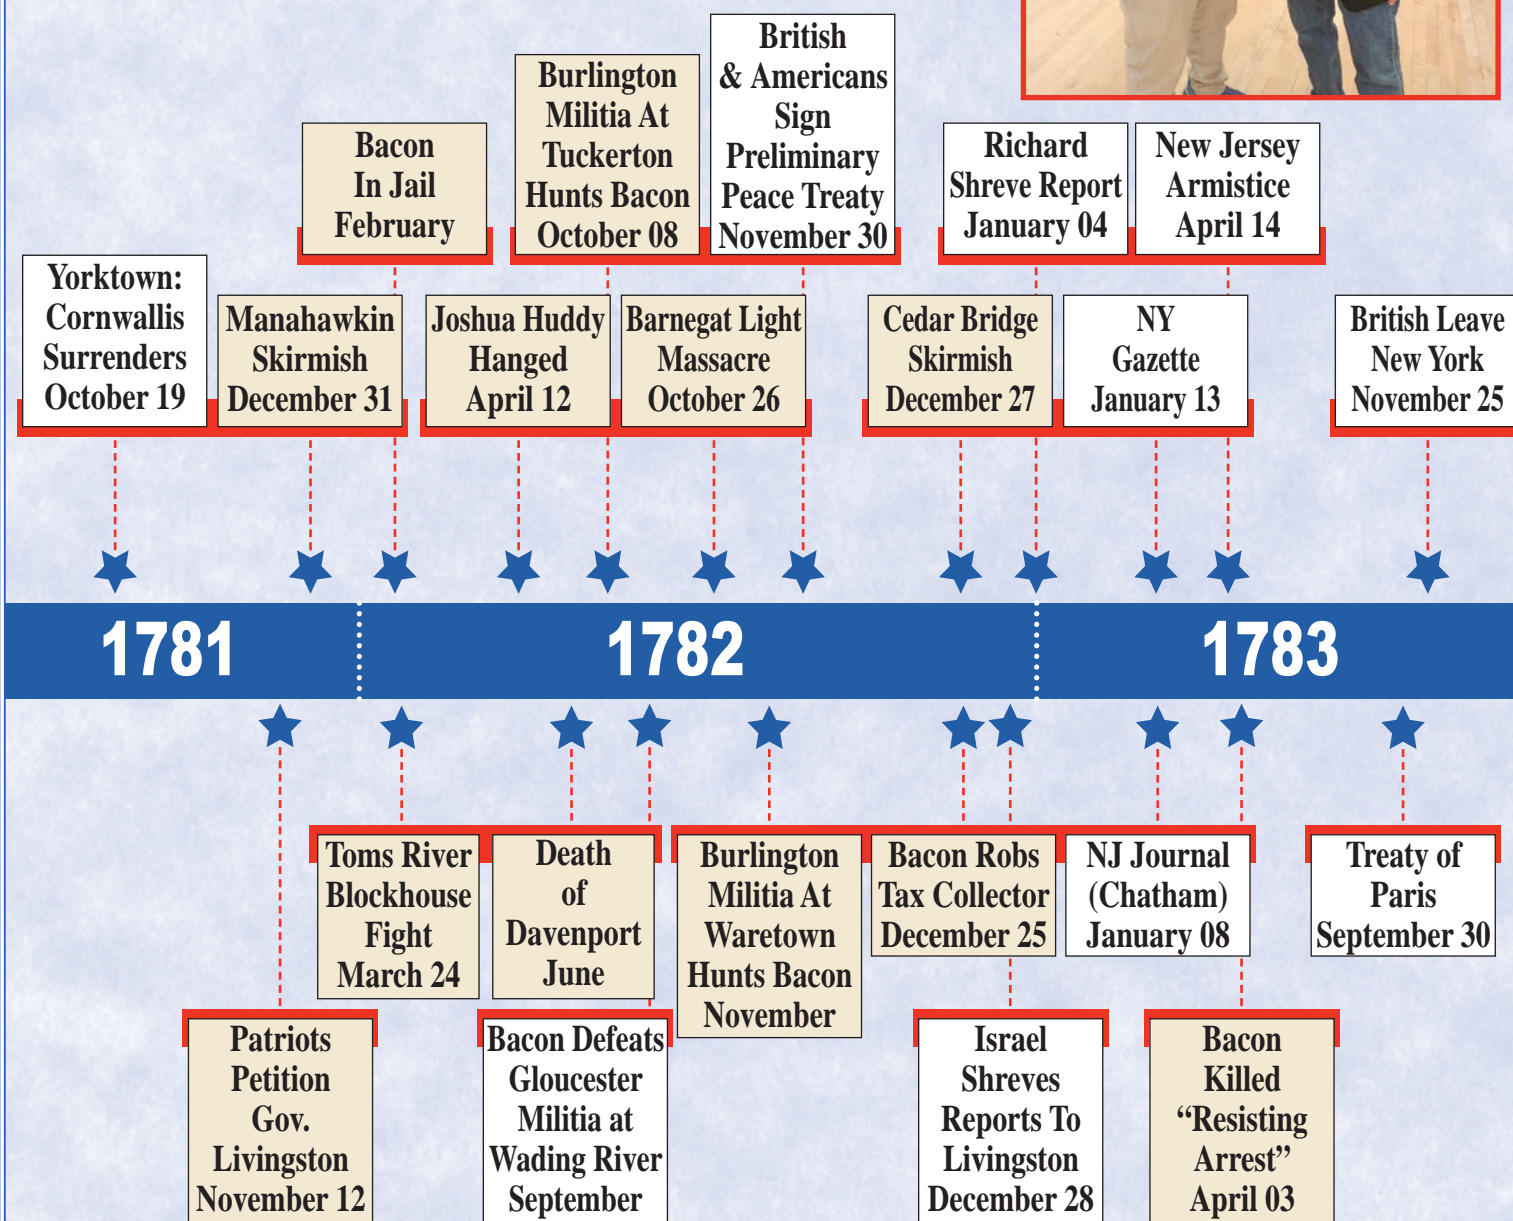 British
& Americans
Sign
Preliminary
Peace Treaty
November 30
Burlington
Militia At
Tuckerton
Hunts Bacon
October 08
Bacon
In Jail
February
Richard
Shreve Report
January 04
New Jersey
Armistice
April 14
Yorktown:
Cornwallis
Surrenders
October 19
Manahawkin
Skirmish
December 31
Joshua Huddy
Hanged
April 12
Barnegat Light
Massacre
October 26
Cedar Bridge
Skirmish
December 27
NY
Gazette
January 13
British Leave
New York
November 25
1781
1782
1783
Toms River
Blockhouse
Fight
March 24
Death
of
Davenport
June
Burlington
Militia At
Waretown
Hunts Bacon
November
Bacon Robs
Tax Collector
December 25
NJ Journal
(Chatham)
January 08
Treaty of
Paris
September 30
Patriots
Petition
Gov.
Livingston
November 12
Bacon Defeats
Gloucester
Militia at
Wading River
September
Israel
Shreves
Reports To
Livingston
December 28
Bacon
Killed
“Resisting
Arrest”
April 03